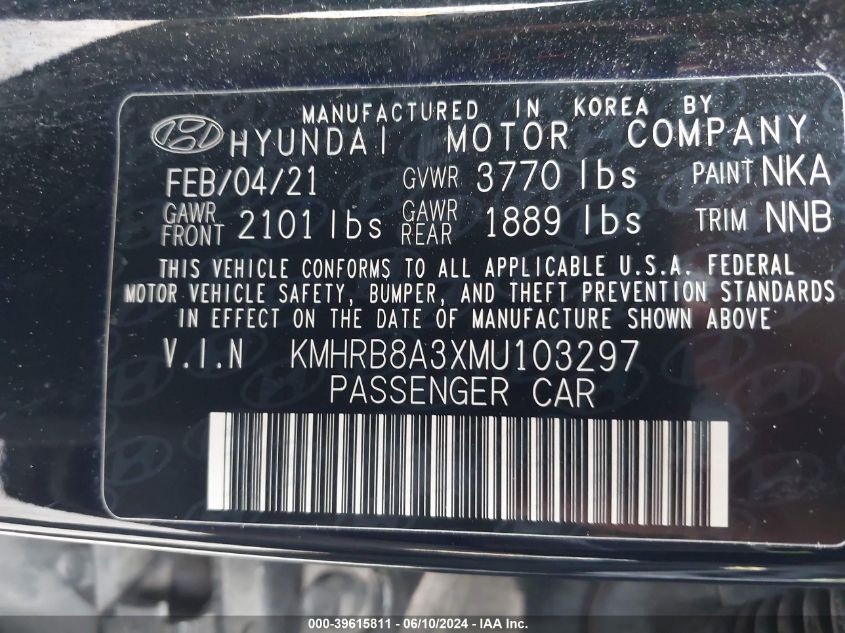 MANUFACTURED IN KOREA BY
HYUNDAI MOTOR COMPANY
FEB/04/21 GVWR 3770 lbs PAINT NKA
GAWR FRONT 2101 lbs GAWR REAR 1889 lbs TRIM NNB
THIS VEHICLE CONFORMS TO ALL APPLICABLE U.S.A. FEDERAL
MOTOR VEHICLE SAFETY, BUMPER, AND THEFT PREVENTION STANDARDS
IN EFFECT ON THE DATE OF MANUFACTURE SHOWN ABOVE
V.I.N KMHRB8A3XMU103297
PASSENGER CAR
000-39615811 - 06/10/2024 - IAA Inc.